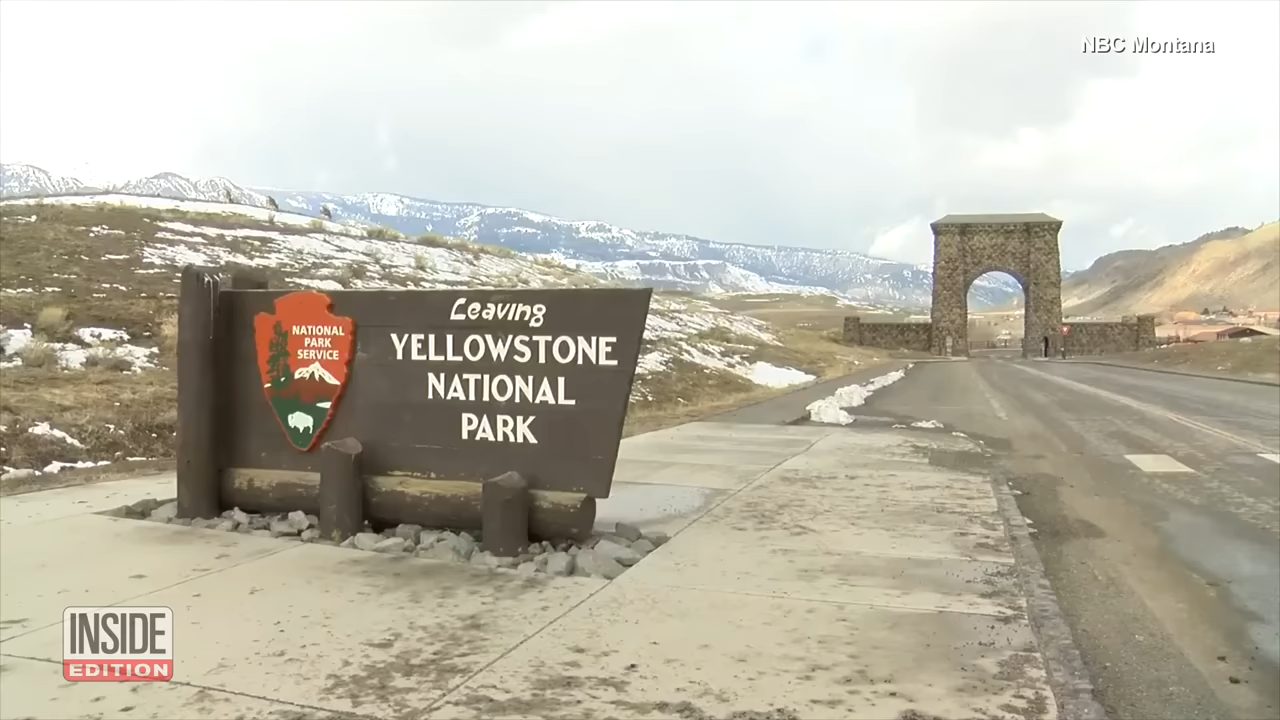 NBC Montana
Leaving
YELLOWSTONE
NATIONAL
PARK
NATIONAL
PARK
SERVICE
INSIDE
EDITION